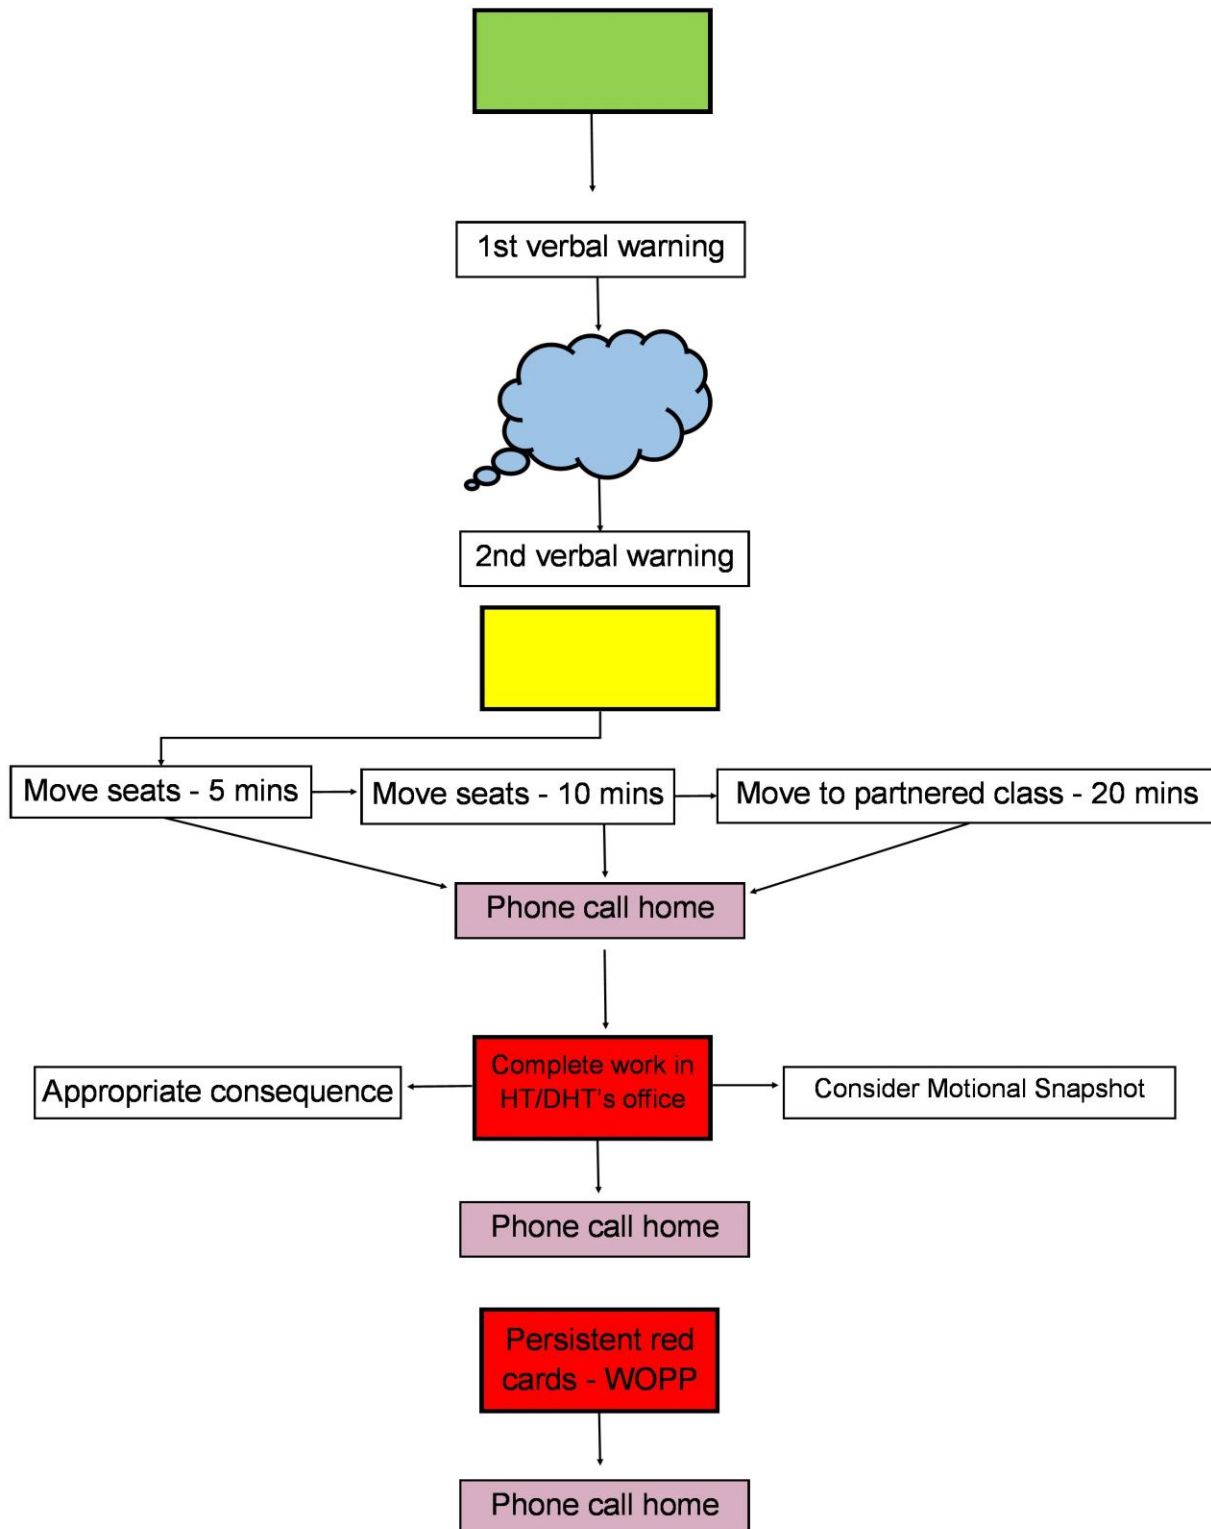 1st verbal warning
2nd verbal warning
Move seats - 5 mins
Move seats - 10 mins
Move to partnered class - 20 mins
Phone call home
Appropriate consequence
Complete work in
HT/DHT's office
Consider Motional Snapshot
Phone call home
Persistent red
cards - WOPP
Phone call home